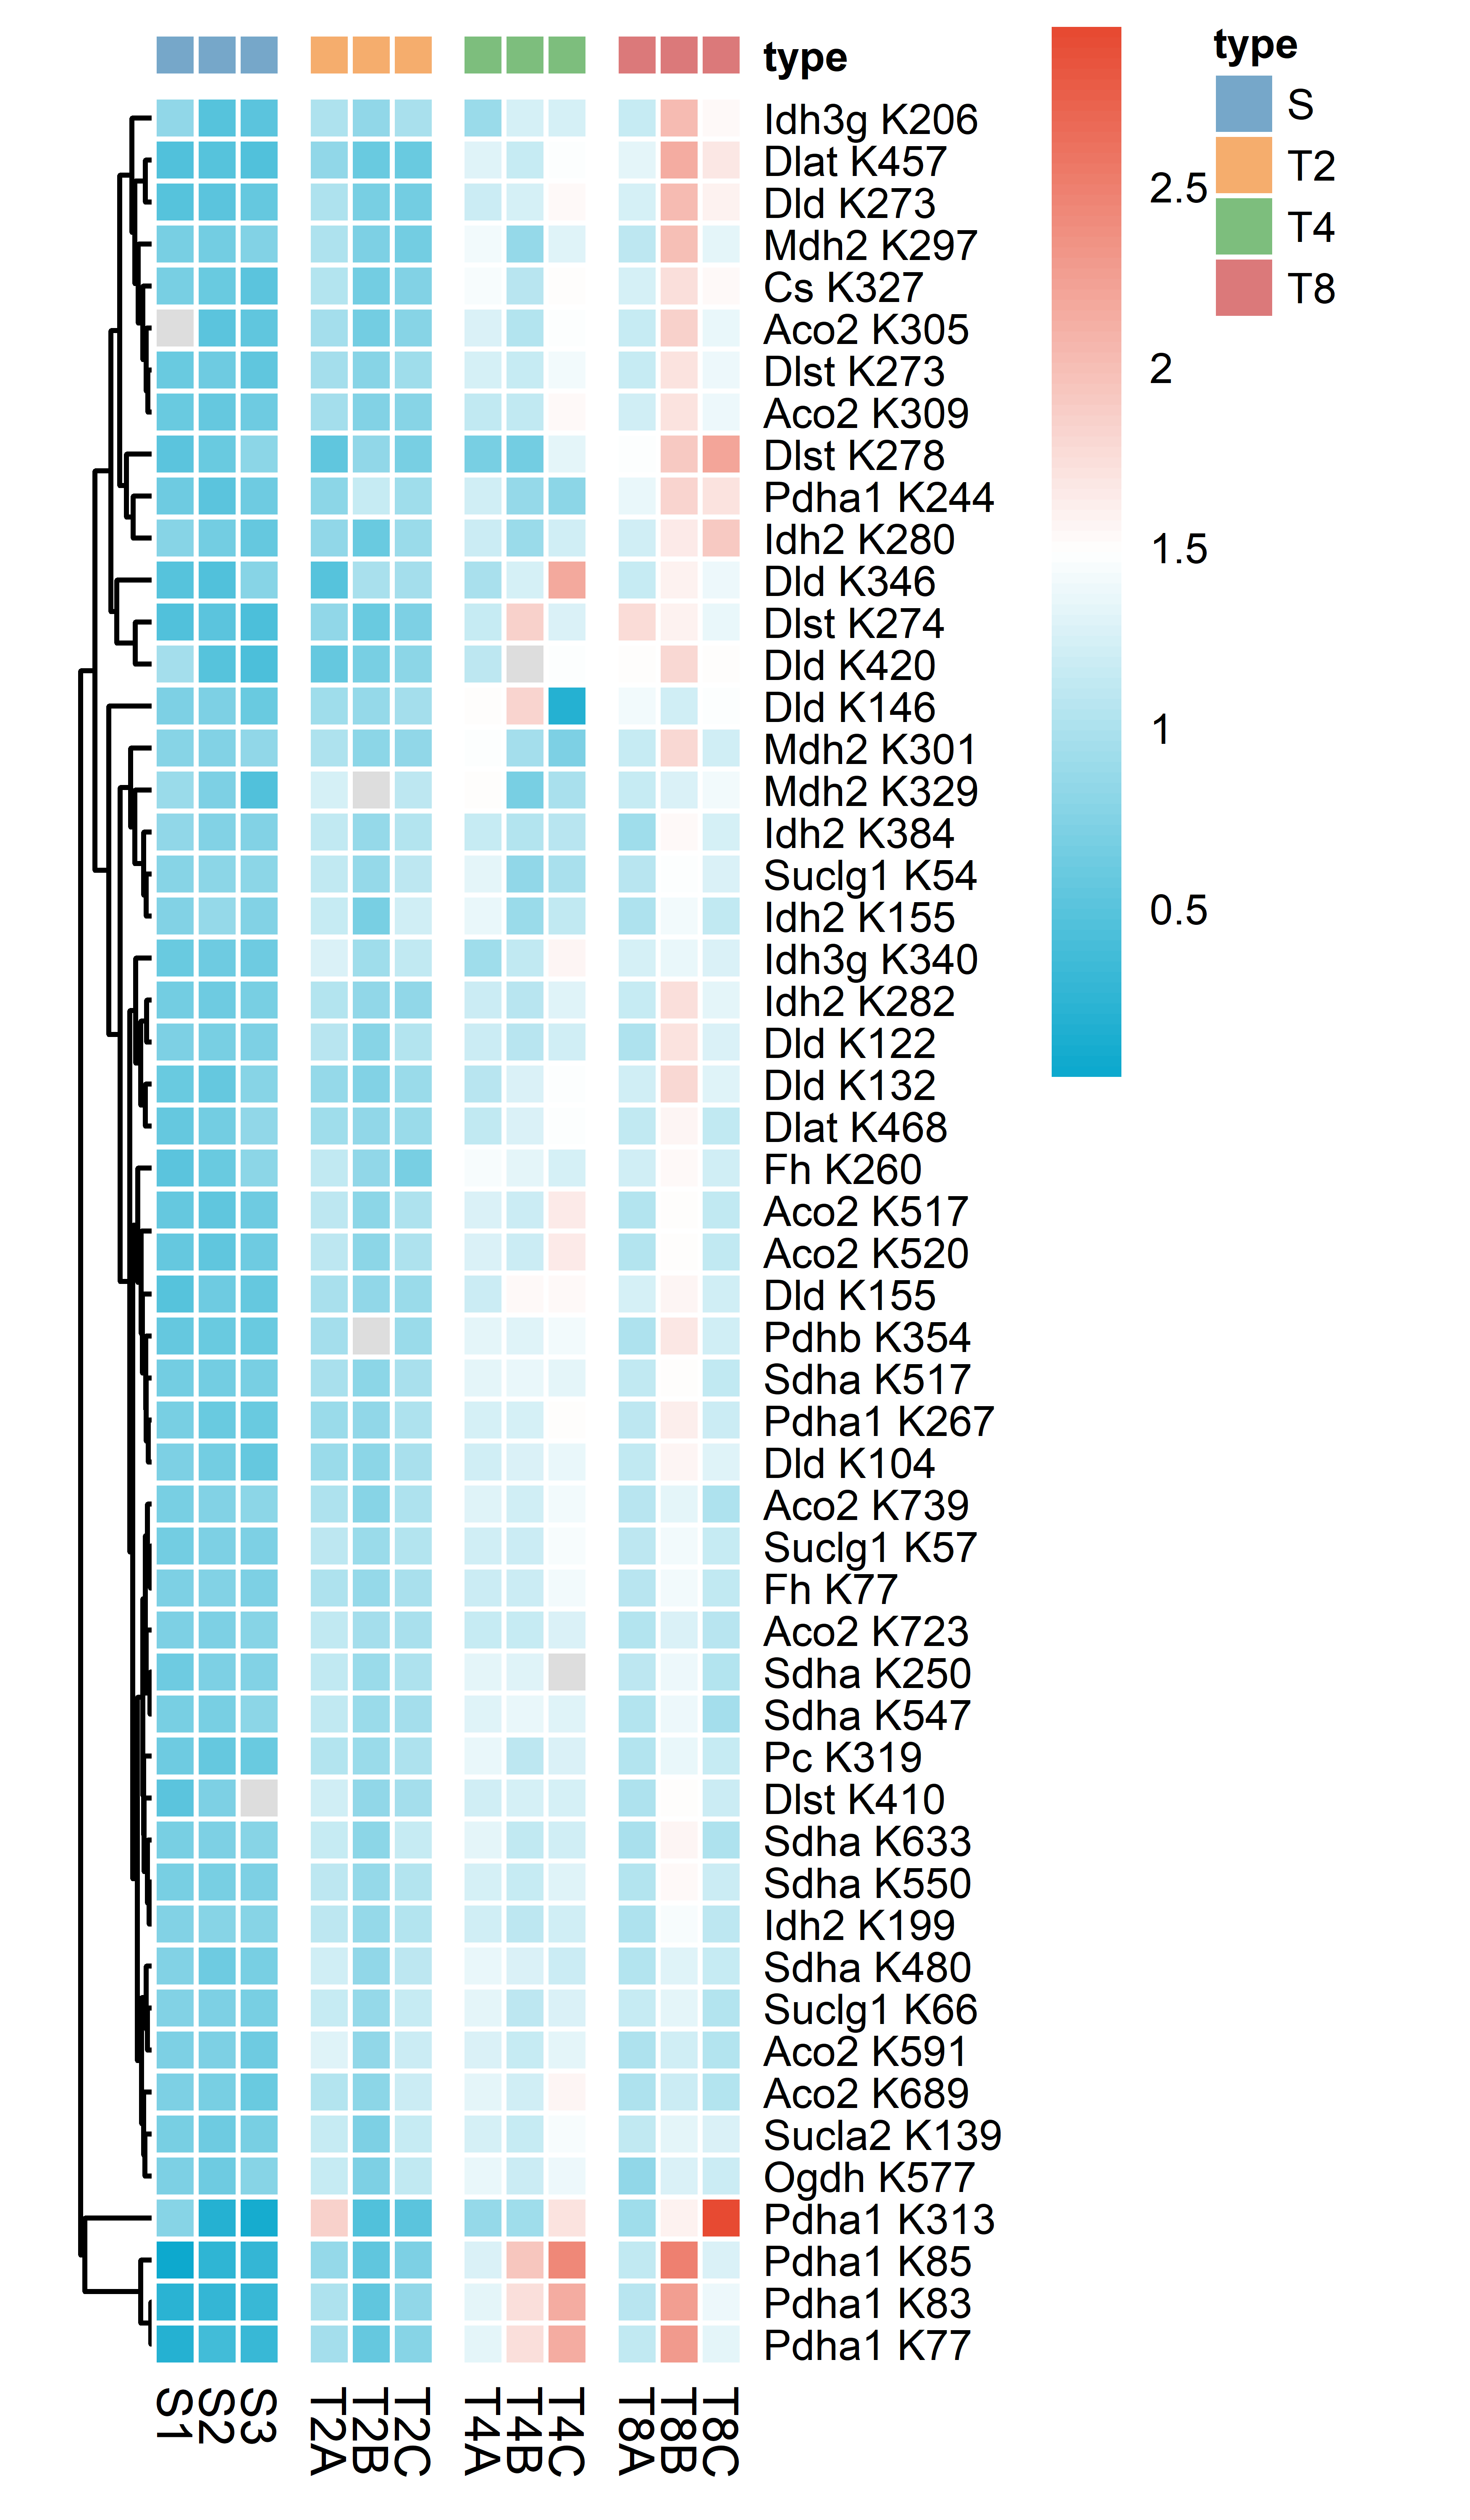 type
Idh3g K206
Dlat K457
Dld K273
Mdh2 K297
Cs K327
Aco2 K305
Dlst K273
Aco2 K309
Dlst K278
Pdha1 K244
Idh2 K280
Dld K346
Dlst K274
Dld K420
Dld K146
Mdh2 K301
Mdh2 K329
Idh2 K384
Suclg1 K54
Idh2 K155
Idh3g K340
Idh2 K282
Dld K122
Dld K132
Dlat K468
Fh K260
Aco2 K517
Aco2 K520
Dld K155
Pdhb K354
Sdha K517
Pdha1 K267
Dld K104
Aco2 K739
Suclg1 K57
Fh K77
Aco2 K723
Sdha K250
Sdha K547
Pc K319
Dlst K410
Sdha K633
Sdha K550
Idh2 K199
Sdha K480
Suclg1 K66
Aco2 K591
Aco2 K689
Sucla2 K139
Ogdh K577
Pdha1 K313
Pdha1 K85
Pdha1 K83
Pdha1 K77
S1
S2
S3
T2A
T2B
T2C
T4A
T4B
T4C
T8A
T8B
T8C
2.5
2
1.5
1
0.5
type
S
T2
T4
T8